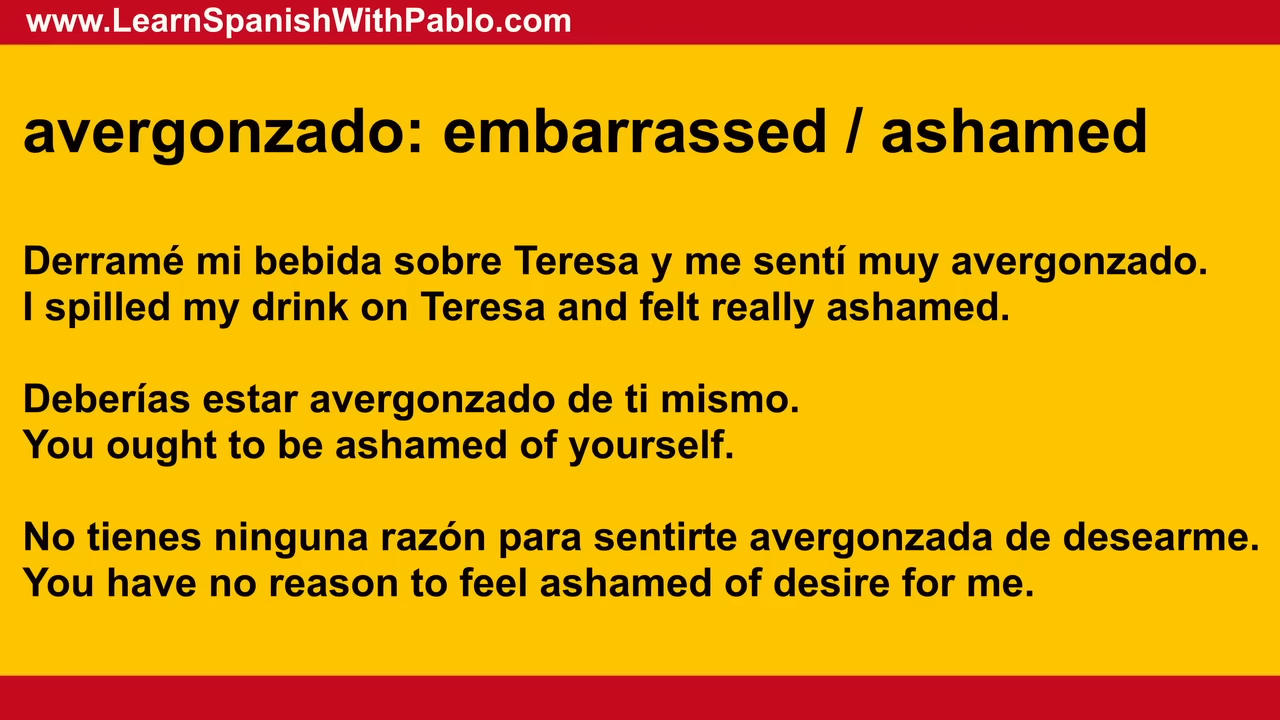 www.LearnSpanishWithPablo.com
avergonzado: embarrassed / ashamed
Derramé mi bebida sobre Teresa y me sentí muy avergonzado.
I spilled my drink on Teresa and felt really ashamed.
Deberías estar avergonzado de ti mismo.
You ought to be ashamed of yourself.
No tienes ninguna razón para sentirte avergonzada de desearme.
You have no reason to feel ashamed of desire for me.